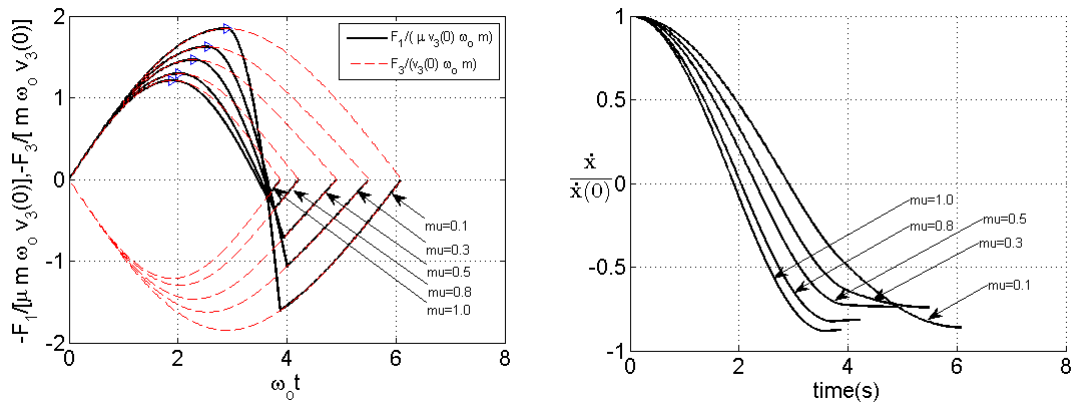 -F₁/[μ m ω₀ v₃(0)],-F₃/[ m ω₀ v₃(0)]
2
1
0
-1
-2
F₁/( μ v₃(0) ω₀ m)
F₃/(v₃(0) ω₀ m)
mu=0.1
mu=0.3
mu=0.5
mu=0.8
mu=1.0
0
2
4
6
8
ω₀t
ẋ
ẋ(0)
1
0.5
0
-0.5
-1
mu=1.0
mu=0.8
mu=0.5
mu=0.3
mu=0.1
0
2
4
6
8
time(s)